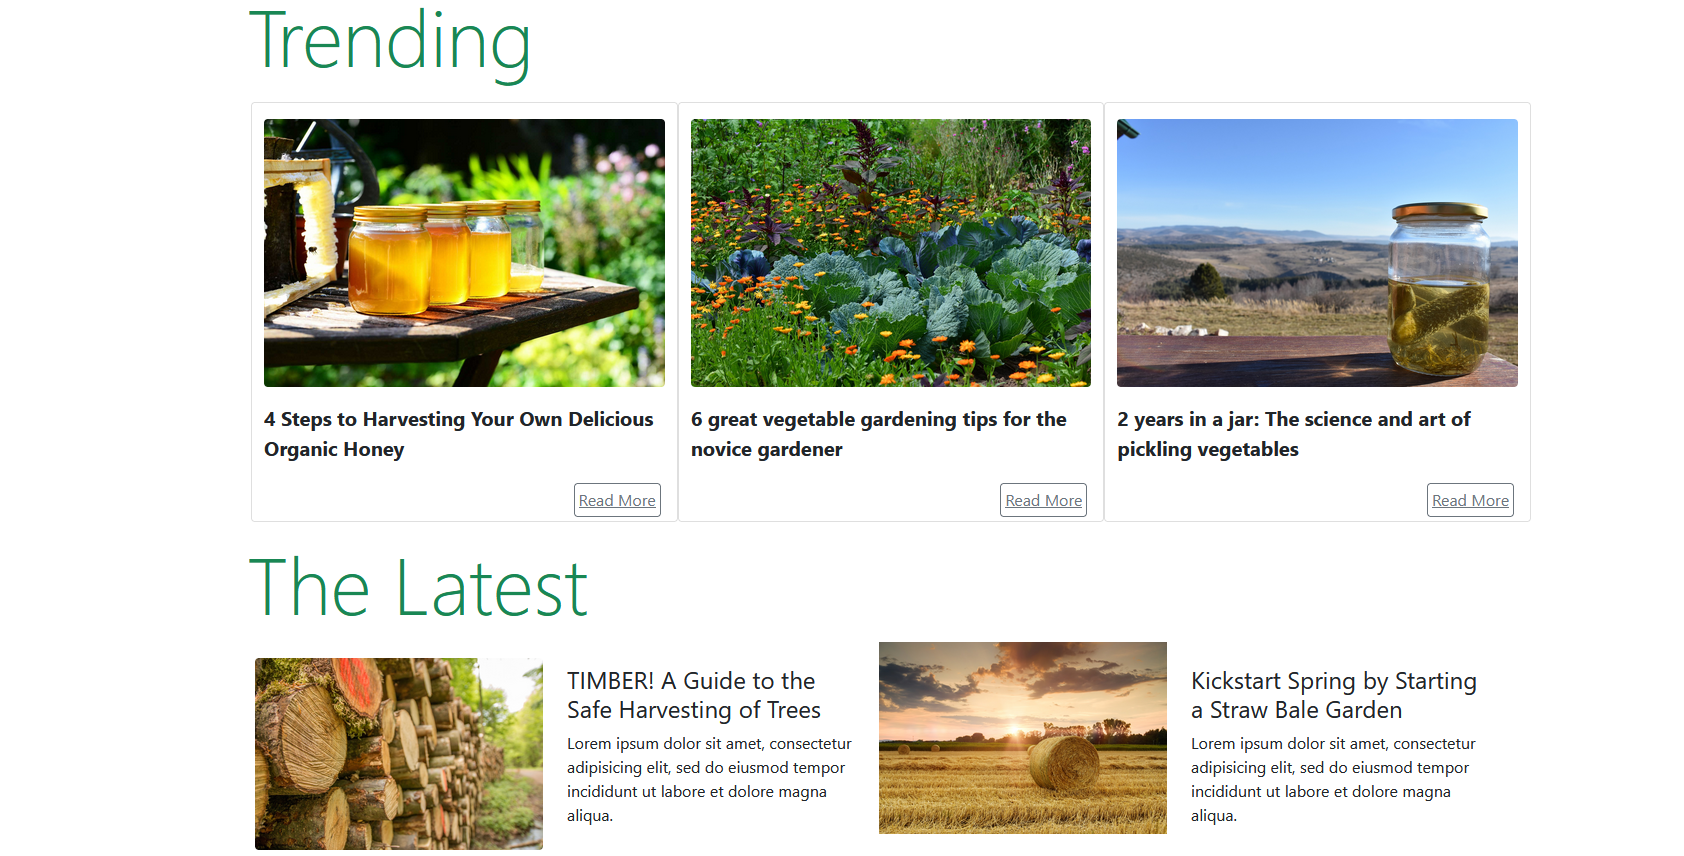 Trending
4 Steps to Harvesting Your Own Delicious
Organic Honey
Read More
6 great vegetable gardening tips for the
novice gardener
Read More
2 years in a jar: The science and art of
pickling vegetables
Read More
The Latest
TIMBER! A Guide to the
Safe Harvesting of Trees
Lorem ipsum dolor sit amet, consectetur
adipisicing elit, sed do eiusmod tempor
incididunt ut labore et dolore magna
aliqua.
Kickstart Spring by Starting
a Straw Bale Garden
Lorem ipsum dolor sit amet, consectetur
adipisicing elit, sed do eiusmod tempor
incididunt ut labore et dolore magna
aliqua.